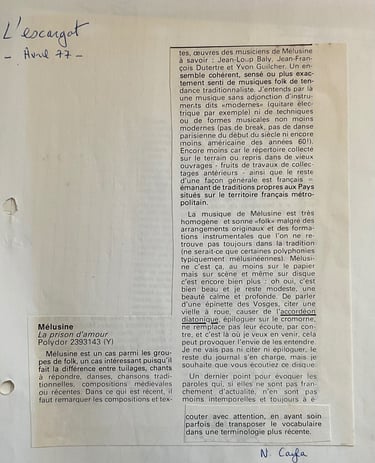 L'escargot
- Avril 77 -
Mélusine
La prison d'amour
Polydor 2393143 (Y)
Mélusine est un cas parmi les grou-
pes de folk, un cas intéressant puisqu'il
fait la différence entre tuilages, chants
à répondre, danses, chansons tradi-
tionnelles, compositions médiévales
ou récentes. Dans ce qui est récent, il
faut remarquer les compositions et tex-
tes, œuvres des musiciens de Mélusine
à savoir : Jean-Loup Baly, Jean-Fran-
çois Dutertre et Yvon Guilcher. Un en-
semble cohérent, sensé ou plus exac-
tement senti de musiques folk de ten-
dance traditionnaliste. J'entends par là
une musique sans adjonction d'instru-
ments dits «modernes» (guitare élec-
trique par exemple) ni de techniques
ou de formes musicales non moins
modernes (pas de break, pas de danse
parisienne du début du siècle ni encore
moins américaine des années 60!).
Encore moins car le répertoire collecté
sur le terrain ou repris dans de vieux
ouvrages - fruits de travaux de collec-
tages antérieurs - ainsi que le reste
d'une façon générale est français –
émanant de traditions propres aux Pays
situés sur le territoire français métro-
politain.
La musique de Mélusine est très
homogène et sonne «folk» malgré des
arrangements originaux et des forma-
tions instrumentales que l'on ne re-
trouve pas toujours dans la tradition
(ne serait-ce que certaines polyphonies
typiquement mélusinéennes). Mélusi-
ne c'est ça, au moins sur le papier
mais sur scène et même sur disque
c'est encore bien plus : oh oui, c'est
bien beau et je reste modeste, une
beauté calme et profonde. De parler
d'une épinette des Vosges, citer une
vielle à roue, causer de l'accordéon
diatonique, épiloguer sur le cromorne,
ne remplace pas leur écoute, par con-
tre, et c'est là où je veux en venir, cela
peut provoquer l'envie de les entendre.
Je ne vais pas ni citer ni épiloguer, le
reste du journal s'en charge, mais je
souhaite que vous écoutiez ce disque.
Un dernier point pour évoquer les
paroles qui, si elles ne sont pas fran-
chement d'actualité, n'en sont pas
moins intemporelles et toujours à é-
couter avec attention, en ayant soin
parfois de transposer le vocabulaire
dans une terminologie plus récente.
N. Cayla